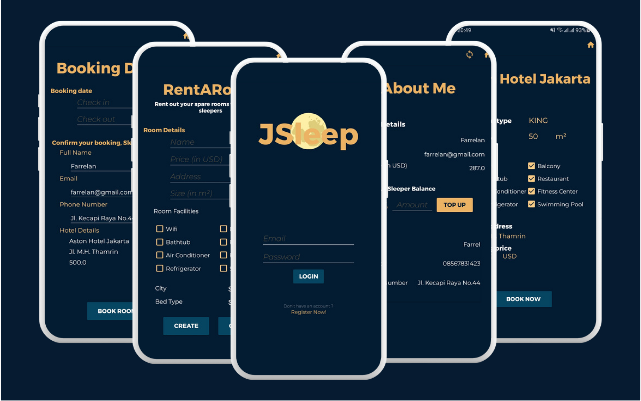 Booking D
Booking date
Check in
Check out
Confirm your booking, Sl
Full Name
Farrelan
Email
farrelan@gmail.com
Phone Number
Jl. Kecapi Raya No.4
Hotel Details
Aston Hotel Jakarta
Jl. M.H. Thamrin
500.0
BOOK ROO
RentARo
Rent out your spare rooms
sleepers
Room Details
Name
Price (in USD)
Address
Size (in m²)
Room Facilities
Wifi
Bathtub
Air Conditioner
Refrigerator
City
Bed Type
CREATE
JSleep
Email
Password
LOGIN
Don't have an account ?
Register Now!
About Me
etails
Farrelan
farrelan@gmail.com
n USD)
287.0
Sleeper Balance
Amount
TOP UP
Farrel
08567831423
umber
Jl. Kecapi Raya No.44
Hotel Jakarta
type
KING
50 m²
Balcony
tub
Restaurant
onditioner
Fitness Center
gerator
Swimming Pool
dress
Thamrin
price
USD
BOOK NOW